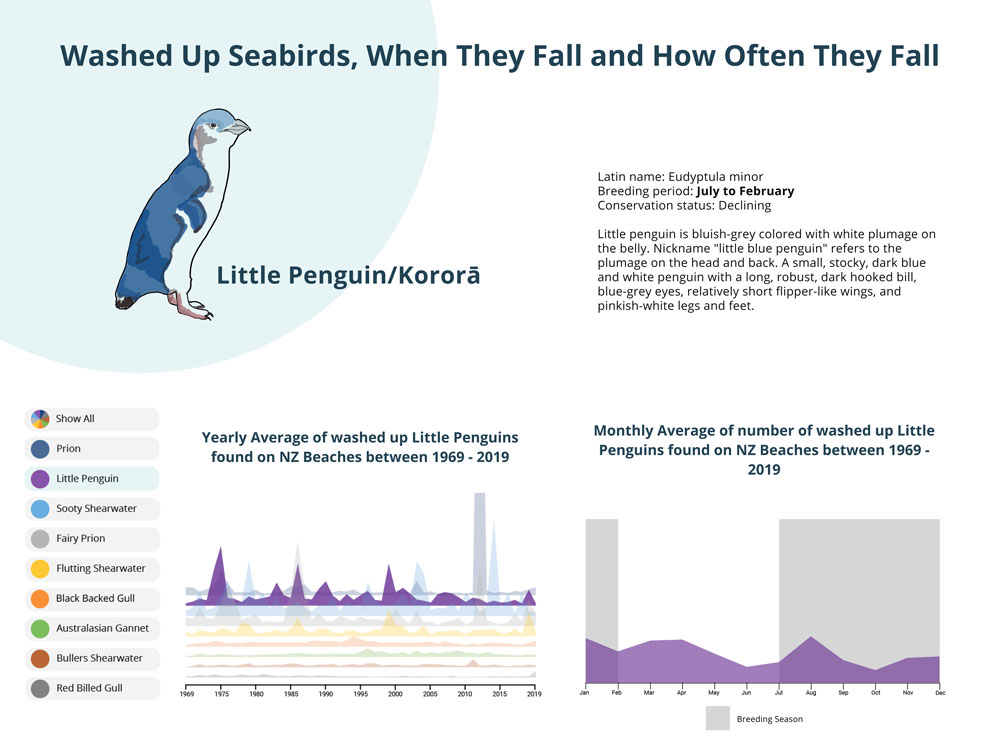 Washed Up Seabirds, When They Fall and How Often They Fall
Latin name: Eudyptula minor
Breeding period: July to February
Conservation status: Declining
Little penguin is bluish-grey colored with white plumage on
the belly. Nickname "little blue penguin" refers to the
plumage on the head and back. A small, stocky, dark blue
and white penguin with a long, robust, dark hooked bill,
blue-grey eyes, relatively short flipper-like wings, and
pinkish-white legs and feet.
Little Penguin/Kororā
Show All
Prion
Little Penguin
Sooty Shearwater
Fairy Prion
Flutting Shearwater
Black Backed Gull
Australasian Gannet
Bullers Shearwater
Red Billed Gull
Yearly Average of washed up Little Penguins
found on NZ Beaches between 1969 - 2019
1969 1975 1980 1985 1990 1995 2000 2005 2010 2015 2019
Monthly Average of number of washed up Little
Penguins found on NZ Beaches between 1969 -
2019
Jan Feb Mar Apr May Jun Jul Aug Sep Oct Nov Dec
Breeding Season